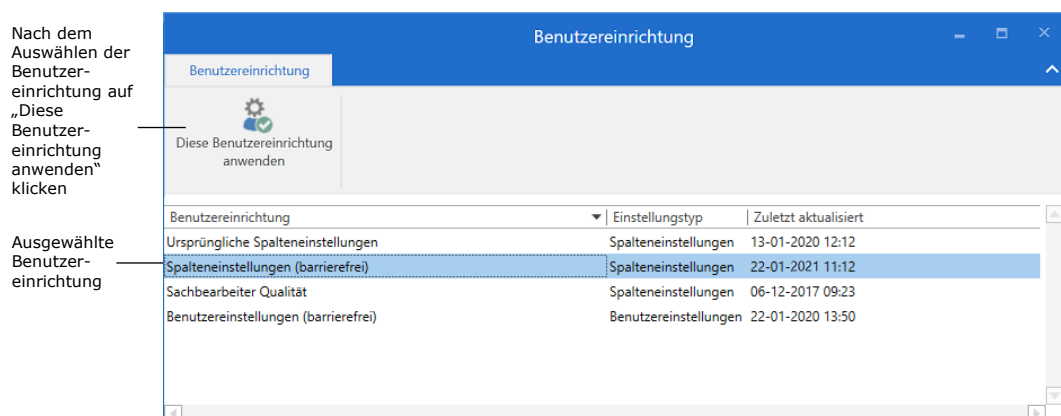 Nach dem
Auswählen der
Benutzer-
einrichtung auf
„Diese
Benutzer-
einrichtung
anwenden“
klicken
Ausgewählte
Benutzer-
einrichtung
Benutzereinrichtung
Benutzereinrichtung
Diese Benutzereinrichtung
anwenden
Benutzereinrichtung Einstellungstyp Zuletzt aktualisiert
Ursprüngliche Spalteneinstellungen Spalteneinstellungen 13-01-2020 12:12
Spalteneinstellungen (barrierefrei) Spalteneinstellungen 22-01-2021 11:12
Sachbearbeiter Qualität Spalteneinstellungen 06-12-2017 09:23
Benutzereinstellungen (barrierefrei) Benutzereinstellungen 22-01-2020 13:50